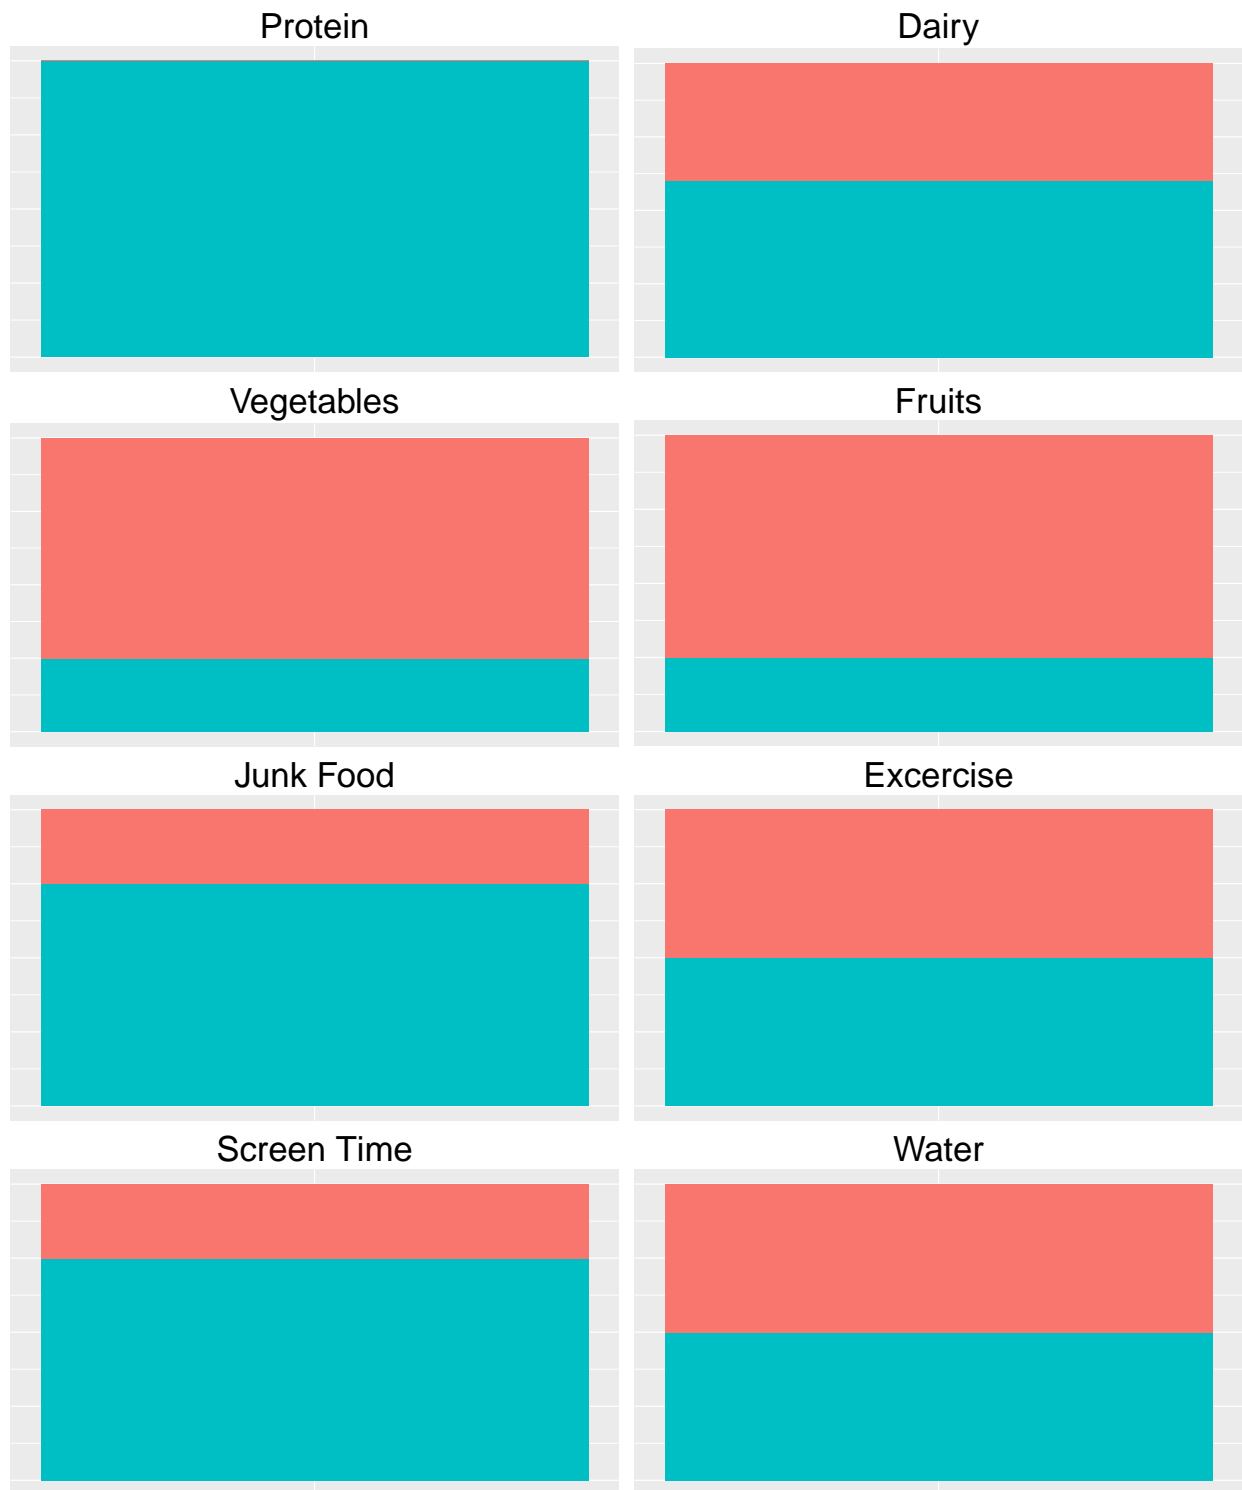 Protein
Dairy
Vegetables
Fruits
Junk Food
Excercise
Screen Time
Water